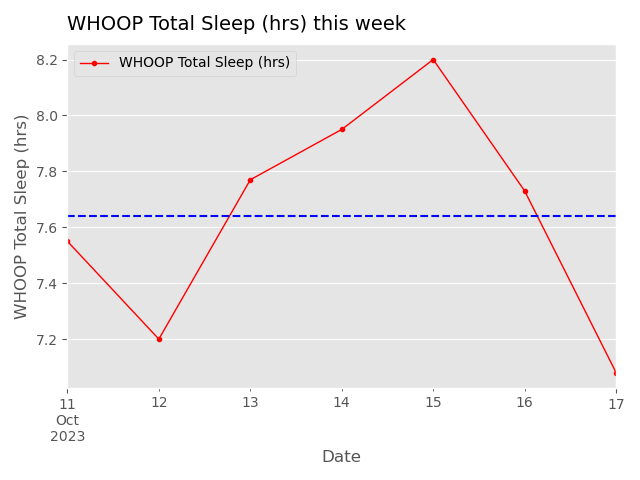 WHOOP Total Sleep (hrs) this week
WHOOP Total Sleep (hrs)
WHOOP Total Sleep (hrs)
8.2
8.0
7.8
7.6
7.4
7.2
11 12 13 14 15 16 17
Oct
2023
Date